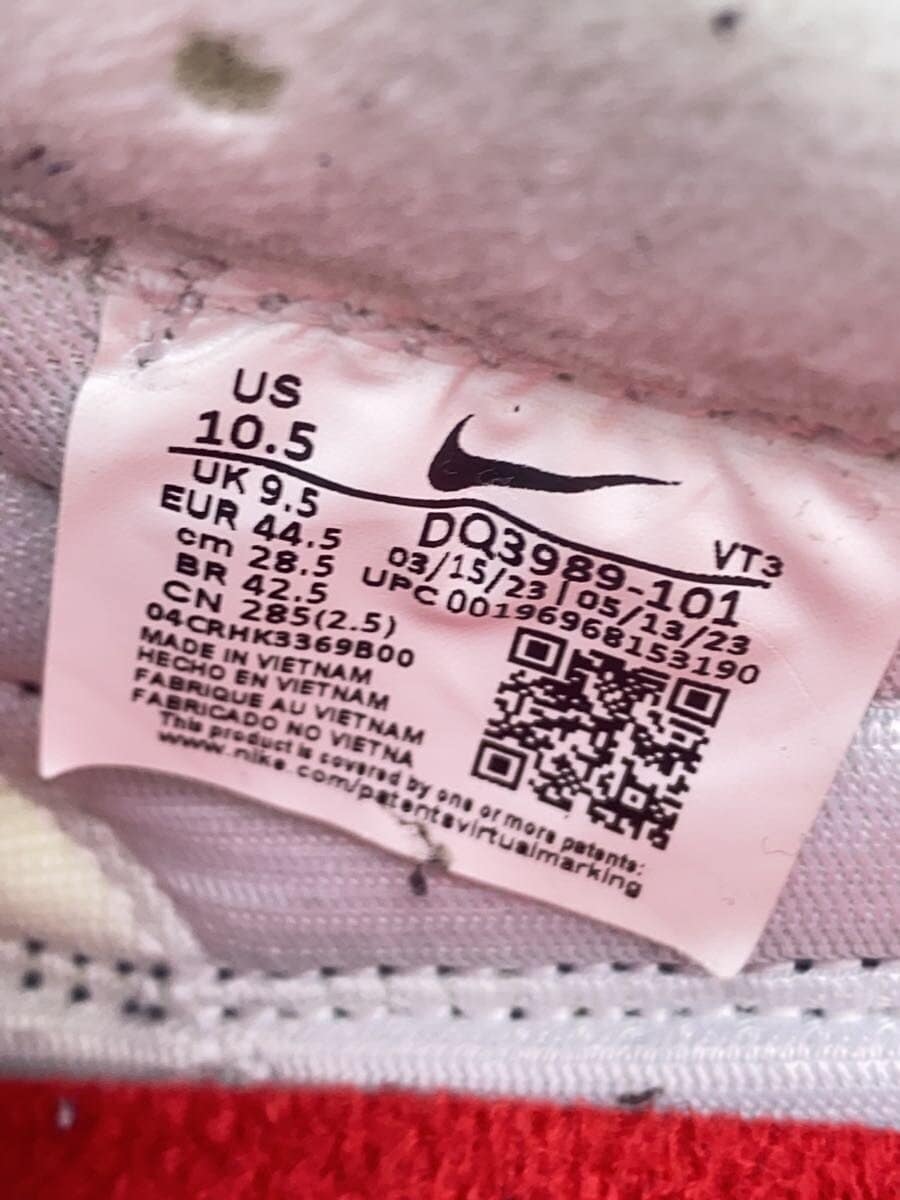 US
10.5
UK 9.5
EUR 44.5
cm 28.5
BR 42.5
CN 285(2.5)
04CRHK3369B00
MADE IN VIETNAM
HECHO EN VIETNAM
FABRIQUE AU VIETNAM
FABRICADO NO VIETNA
This product is covered by one or more patents:
www.nike.com/patentsvirtualmarking
VT3
DQ3989-101
03/15/23 | 05/13/23
UPC 00196968153190